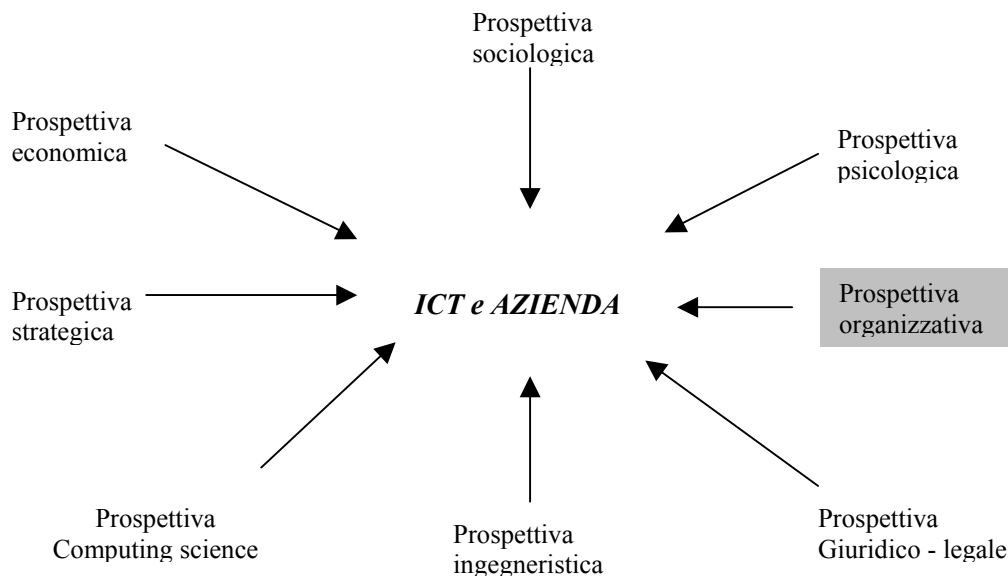 Prospettiva
sociologica
Prospettiva
economica
Prospettiva
psicologica
Prospettiva
strategica
ICT e AZIENDA
Prospettiva
organizzativa
Prospettiva
Computing science
Prospettiva
ingegneristica
Prospettiva
Giuridico - legale